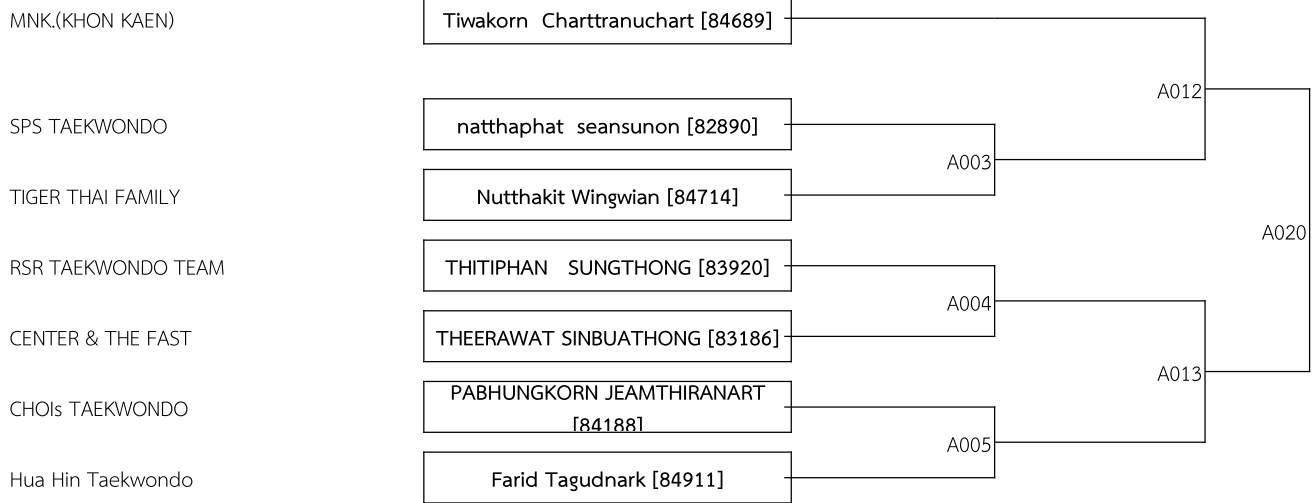 MNK.(KHON KAEN)
Tiwakorn  Charttranuchart [84689]
A012
SPS TAEKWONDO
natthaphat  seansunon [82890]
A003
TIGER THAI FAMILY
Nutthakit Wingwian [84714]
A020
RSR TAEKWONDO TEAM
THITIPHAN   SUNGTHONG [83920]
A004
CENTER & THE FAST
THEERAWAT SINBUATHONG [83186]
A013
CHOIs TAEKWONDO
PABHUNGKORN JEAMTHIRANART
[84188]
A005
Hua Hin Taekwondo
Farid Tagudnark [84911]